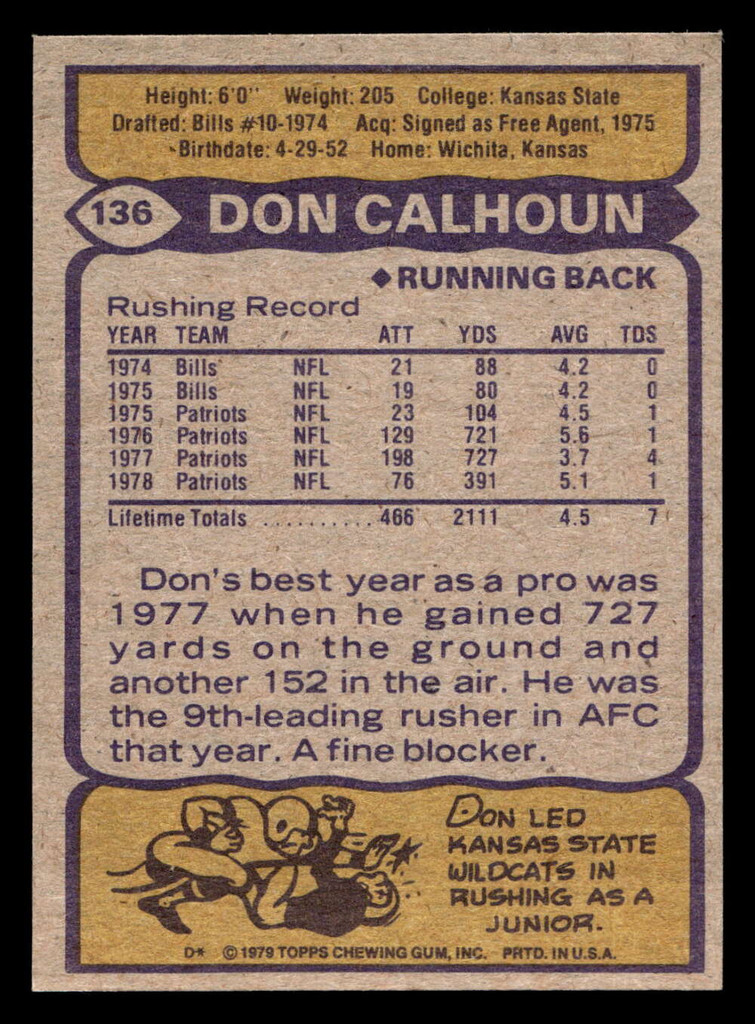 Height: 6'0" Weight: 205 College: Kansas State
Drafted: Bills #10-1974 Acq: Signed as Free Agent, 1975
Birthdate: 4-29-52 Home: Wichita, Kansas
136 DON CALHOUN
◆RUNNING BACK
Rushing Record
YEAR TEAM ATT YDS AVG TDS
1974 Bills NFL 21 88 4.2 0
1975 Bills NFL 19 80 4.2 0
1975 Patriots NFL 23 104 4.5 1
1976 Patriots NFL 129 721 5.6 1
1977 Patriots NFL 198 727 3.7 4
1978 Patriots NFL 76 391 5.1 1
Lifetime Totals .......... 466 2111 4.5 7
Don's best year as a pro was
1977 when he gained 727
yards on the ground and
another 152 in the air. He was
the 9th-leading rusher in AFC
that year. A fine blocker.
DON LED
KANSAS STATE
WILDCATS IN
RUSHING AS A
JUNIOR.
D* © 1979 TOPPS CHEWING GUM, INC. PRTD. IN U.S.A.